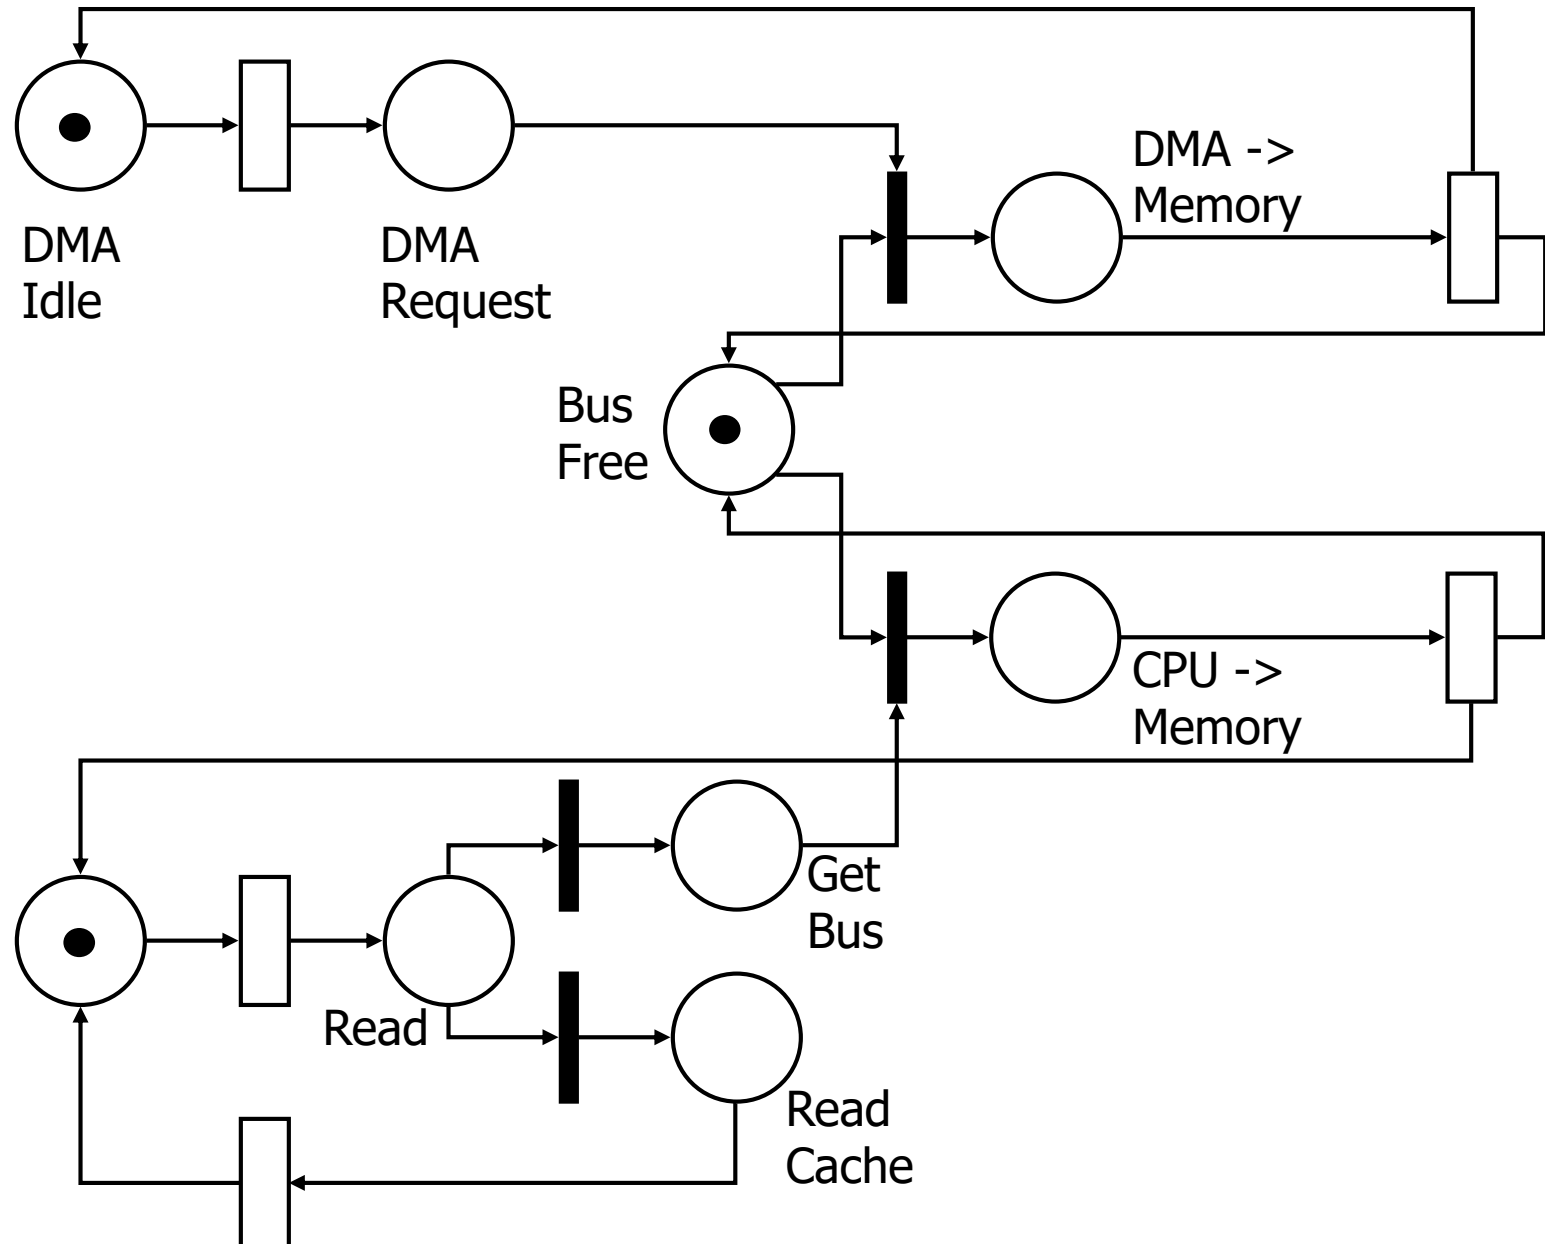 DMA
Idle
DMA
Request
DMA ->
Memory
Bus
Free
CPU ->
Memory
Get
Bus
Read
Read
Cache